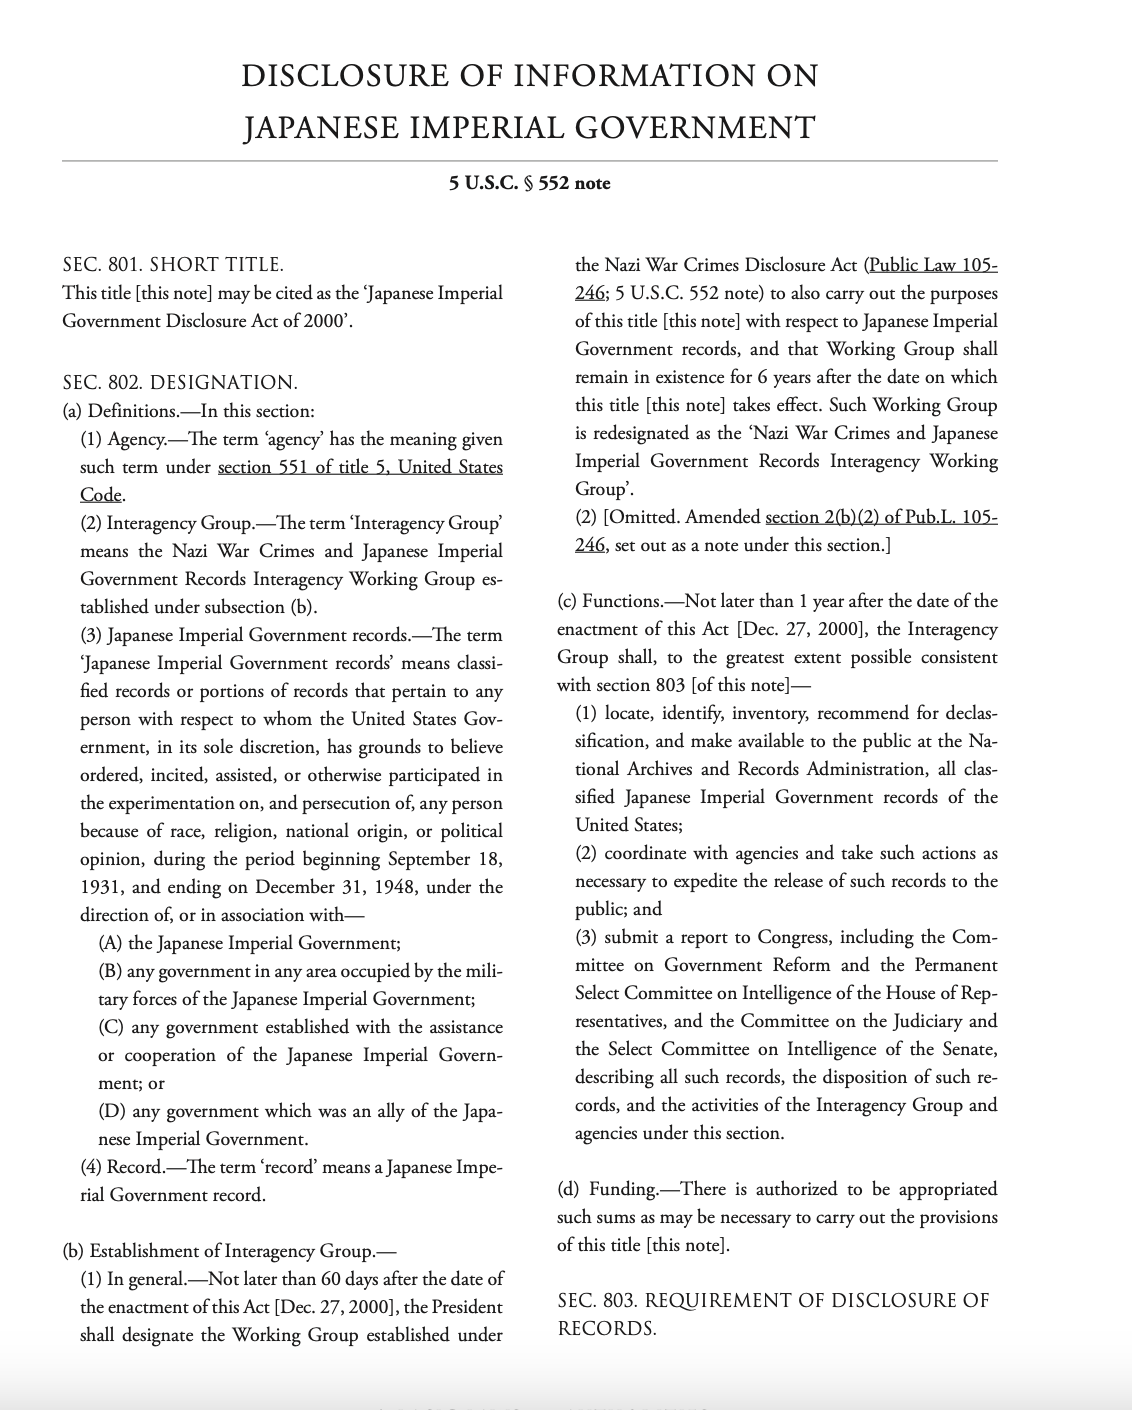 DISCLOSURE OF INFORMATION ON
JAPANESE IMPERIAL GOVERNMENT
5 U.S.C. § 552 note
SEC. 801. SHORT TITLE.
This title [this note] may be cited as the ‘Japanese Imperial
Government Disclosure Act of 2000’.
SEC. 802. DESIGNATION.
(a) Definitions.—In this section:
(1) Agency.—The term ‘agency’ has the meaning given
such term under section 551 of title 5, United States
Code.
(2) Interagency Group.—The term ‘Interagency Group’
means the Nazi War Crimes and Japanese Imperial
Government Records Interagency Working Group es-
tablished under subsection (b).
(3) Japanese Imperial Government records.—The term
‘Japanese Imperial Government records’ means classi-
fied records or portions of records that pertain to any
person with respect to whom the United States Gov-
ernment, in its sole discretion, has grounds to believe
ordered, incited, assisted, or otherwise participated in
the experimentation on, and persecution of, any person
because of race, religion, national origin, or political
opinion, during the period beginning September 18,
1931, and ending on December 31, 1948, under the
direction of, or in association with—
(A) the Japanese Imperial Government;
(B) any government in any area occupied by the mili-
tary forces of the Japanese Imperial Government;
(C) any government established with the assistance
or cooperation of the Japanese Imperial Govern-
ment; or
(D) any government which was an ally of the Japa-
nese Imperial Government.
(4) Record.—The term ‘record’ means a Japanese Impe-
rial Government record.
(b) Establishment of Interagency Group.—
(1) In general.—Not later than 60 days after the date of
the enactment of this Act [Dec. 27, 2000], the President
shall designate the Working Group established under
the Nazi War Crimes Disclosure Act (Public Law 105-
246; 5 U.S.C. 552 note) to also carry out the purposes
of this title [this note] with respect to Japanese Imperial
Government records, and that Working Group shall
remain in existence for 6 years after the date on which
this title [this note] takes effect. Such Working Group
is redesignated as the ‘Nazi War Crimes and Japanese
Imperial Government Records Interagency Working
Group’.
(2) [Omitted. Amended section 2(b)(2) of Pub.L. 105-
246, set out as a note under this section.]
(c) Functions.—Not later than 1 year after the date of the
enactment of this Act [Dec. 27, 2000], the Interagency
Group shall, to the greatest extent possible consistent
with section 803 [of this note]—
(1) locate, identify, inventory, recommend for declas-
sification, and make available to the public at the Na-
tional Archives and Records Administration, all clas-
sified Japanese Imperial Government records of the
United States;
(2) coordinate with agencies and take such actions as
necessary to expedite the release of such records to the
public; and
(3) submit a report to Congress, including the Com-
mittee on Government Reform and the Permanent
Select Committee on Intelligence of the House of Rep-
resentatives, and the Committee on the Judiciary and
the Select Committee on Intelligence of the Senate,
describing all such records, the disposition of such re-
cords, and the activities of the Interagency Group and
agencies under this section.
(d) Funding.—There is authorized to be appropriated
such sums as may be necessary to carry out the provisions
of this title [this note].
SEC. 803. REQUIREMENT OF DISCLOSURE OF
RECORDS.